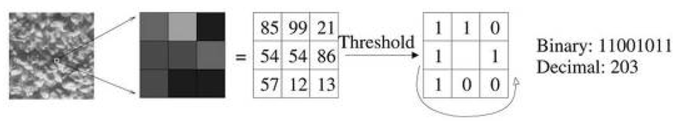 85 99 21
54 54 86
57 12 13
=
Threshold
1 1 0
1 1
1 0 0
Binary: 11001011
Decimal: 203